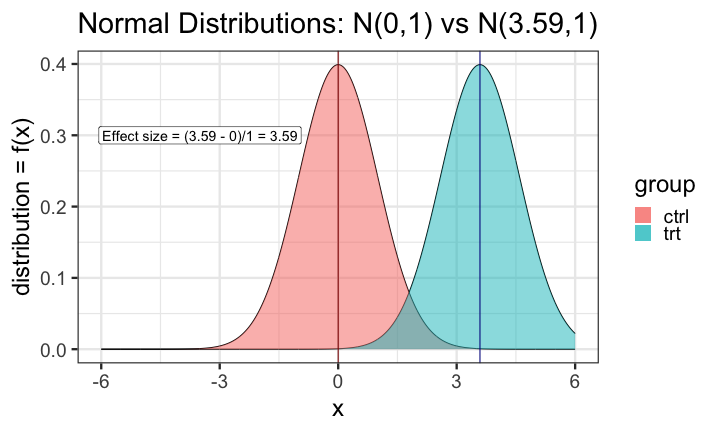 Normal Distributions: N(0,1) vs N(3.59,1)
distribution = f(x)
0.4
0.3
0.2
0.1
0.0
Effect size = (3.59 - 0)/1 = 3.59
-6
-3
0
3
6
x
group
ctrl
trt